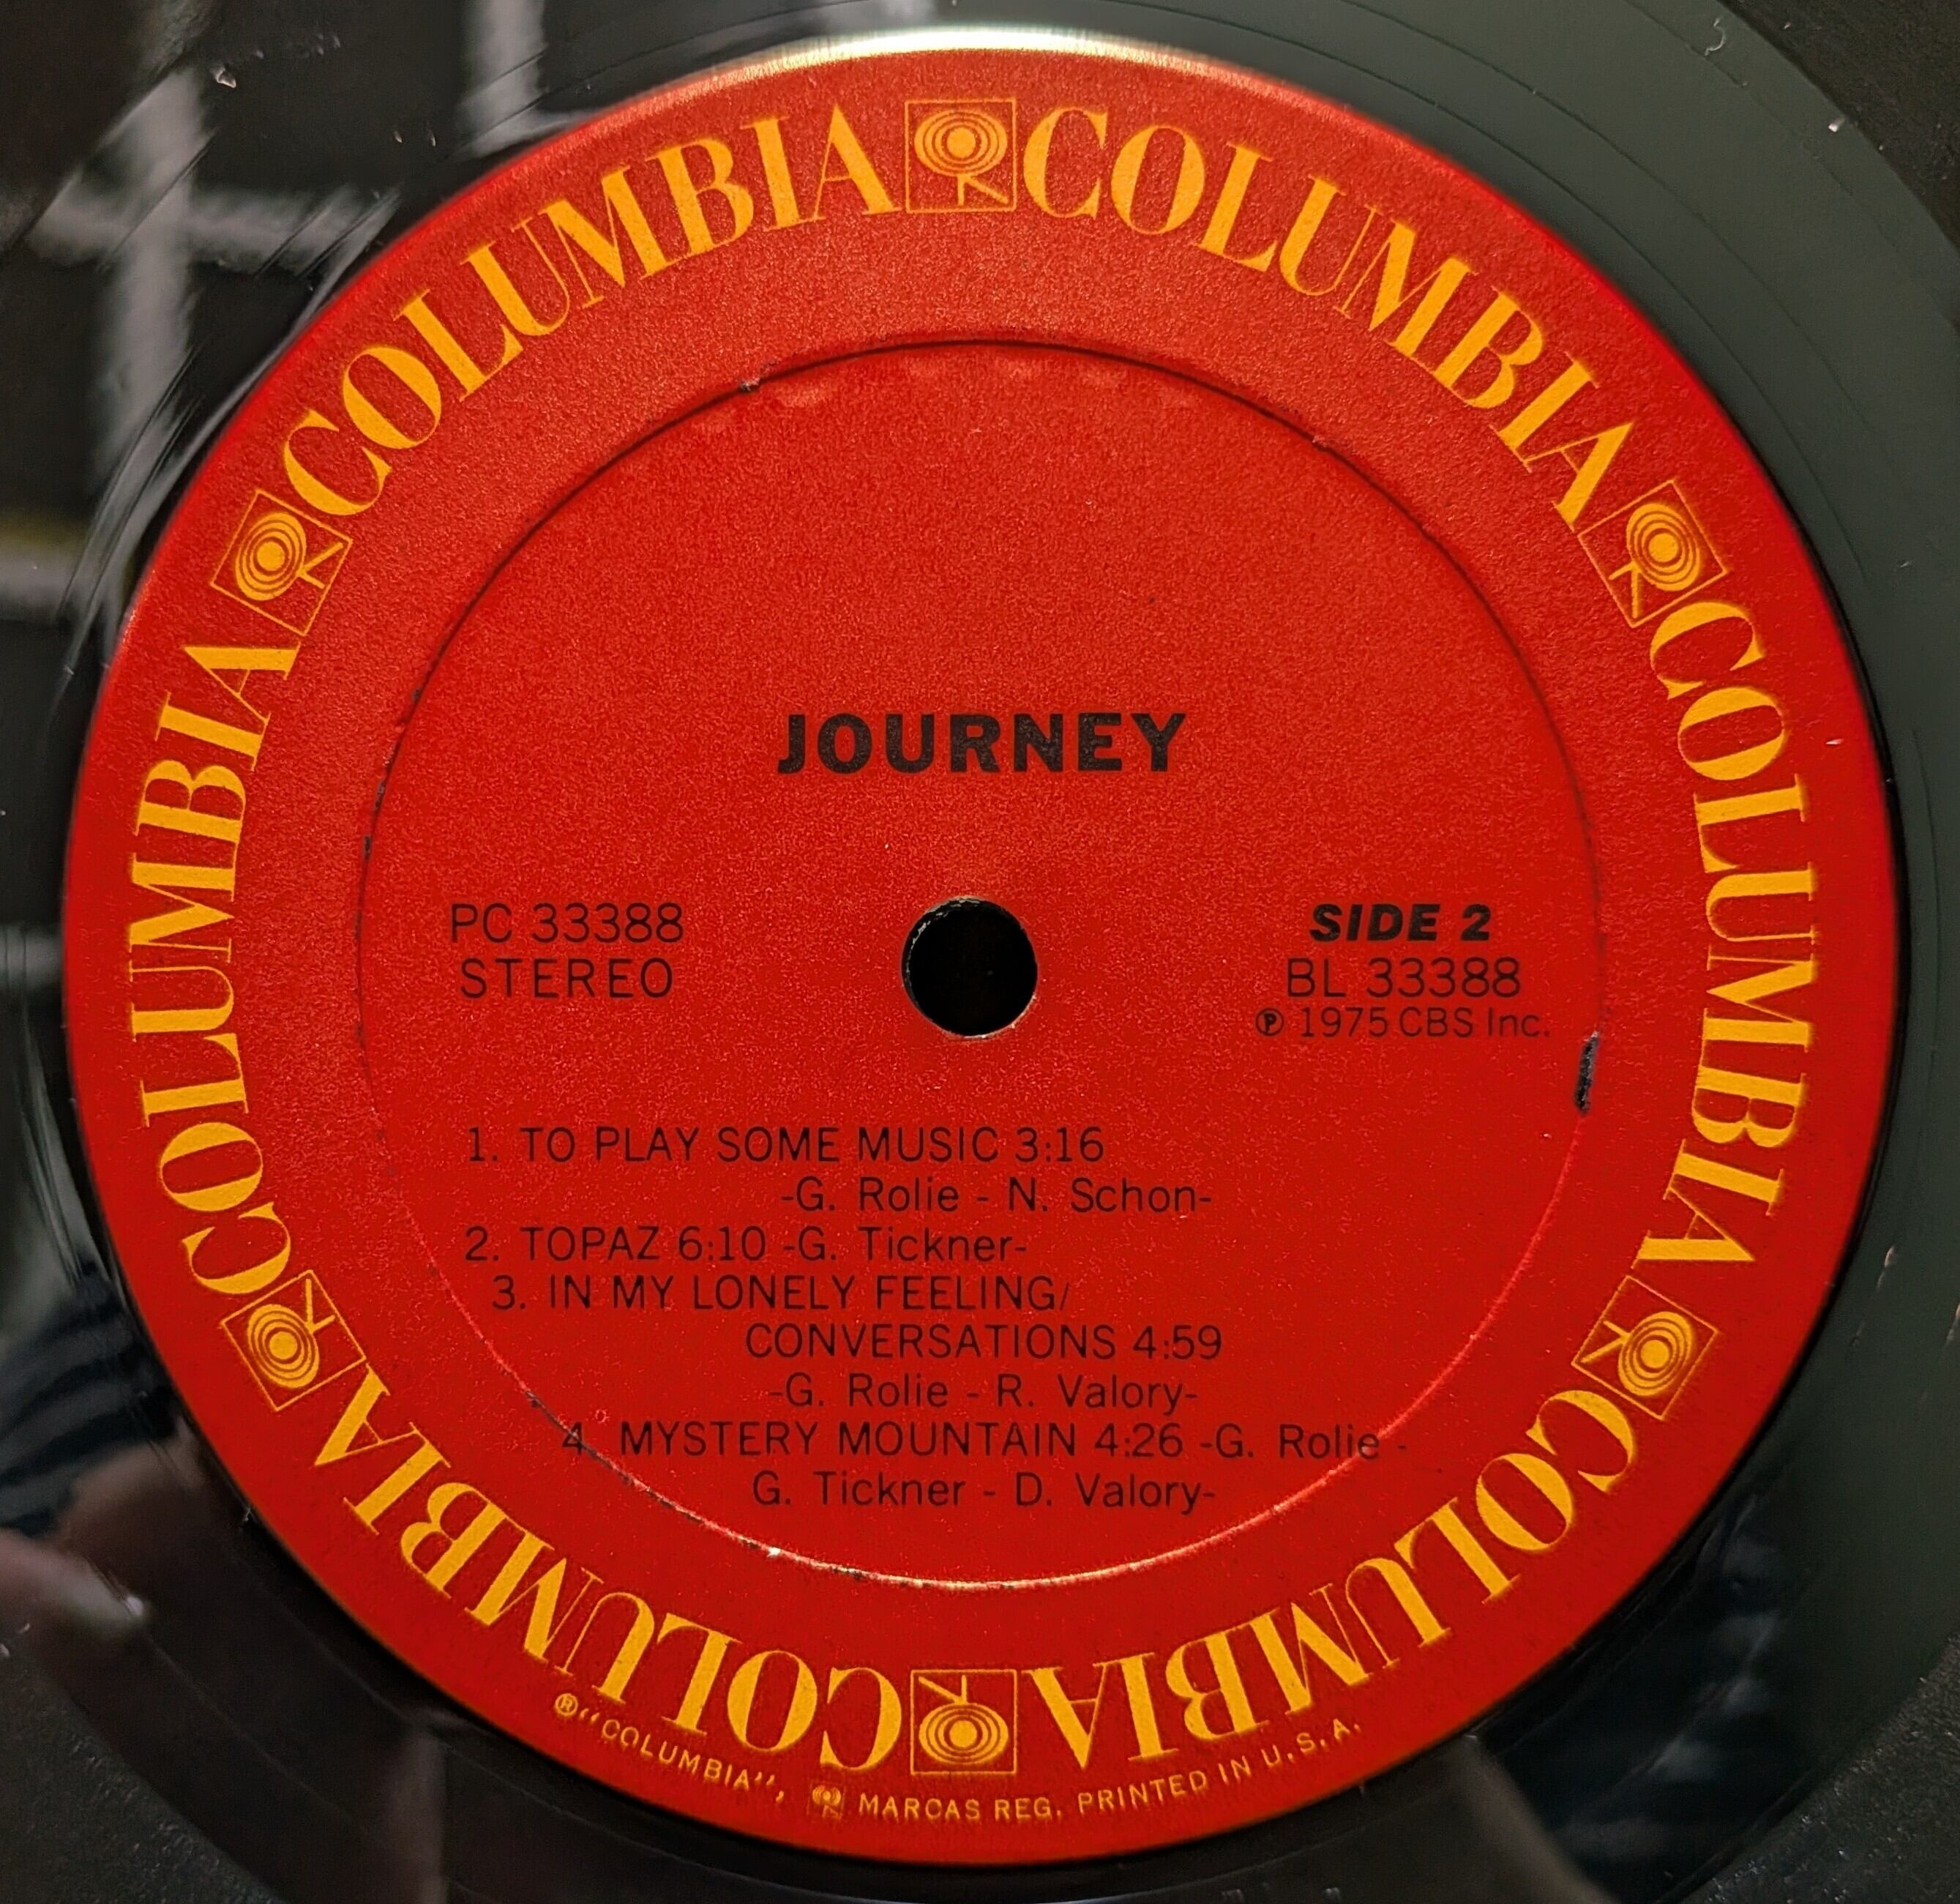 COLUMBIA COLUMBIA COLUMBIA COLUMBIA COLUMBIA COLUMBIA
JOURNEY
PC 33388
STEREO
SIDE 2
BL 33388
℗ 1975 CBS Inc.
1. TO PLAY SOME MUSIC 3:16
-G. Rolie - N. Schon-
2. TOPAZ 6:10 -G. Tickner-
3. IN MY LONELY FEELING/
CONVERSATIONS 4:59
-G. Rolie - R. Valory-
4. MYSTERY MOUNTAIN 4:26 -G. Rolie -
G. Tickner - D. Valory-
® "COLUMBIA", MARCAS REG. PRINTED IN U.S.A.